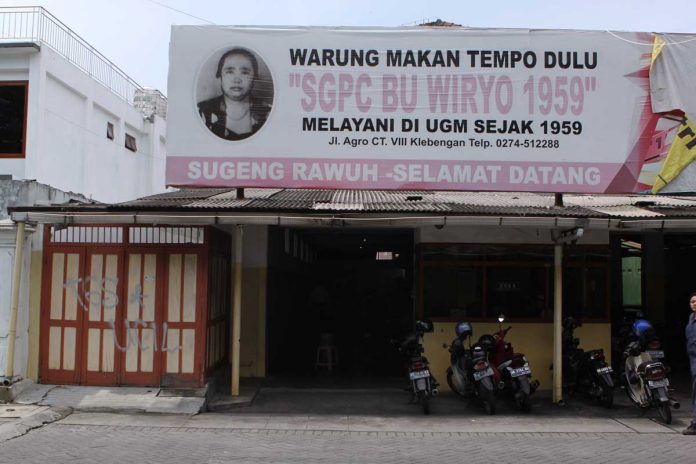 WARUNG MAKAN TEMPO DULU
"SGPC BU WIRYO 1959"
MELAYANI DI UGM SEJAK 1959
Jl. Agro CT. VIII Klebengan Telp. 0274-512288
SUGENG RAWUH -SELAMAT DATANG